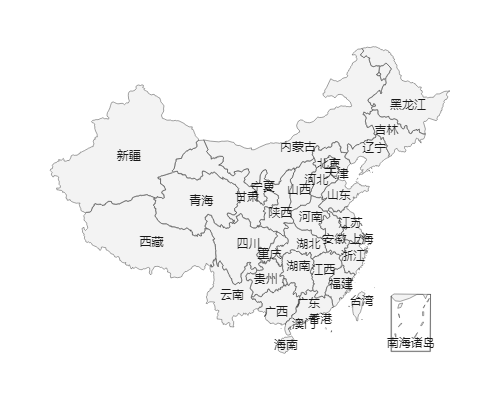 黑龙江
吉林
辽宁
内蒙古
新疆
北京
天津
河北
宁夏
山西
山东
甘肃
青海
陕西
河南
江苏
西藏
四川
湖北
安徽
上海
重庆
浙江
湖南
江西
贵州
福建
云南
台湾
广西
广东
香港
澳门
海南
南海诸岛